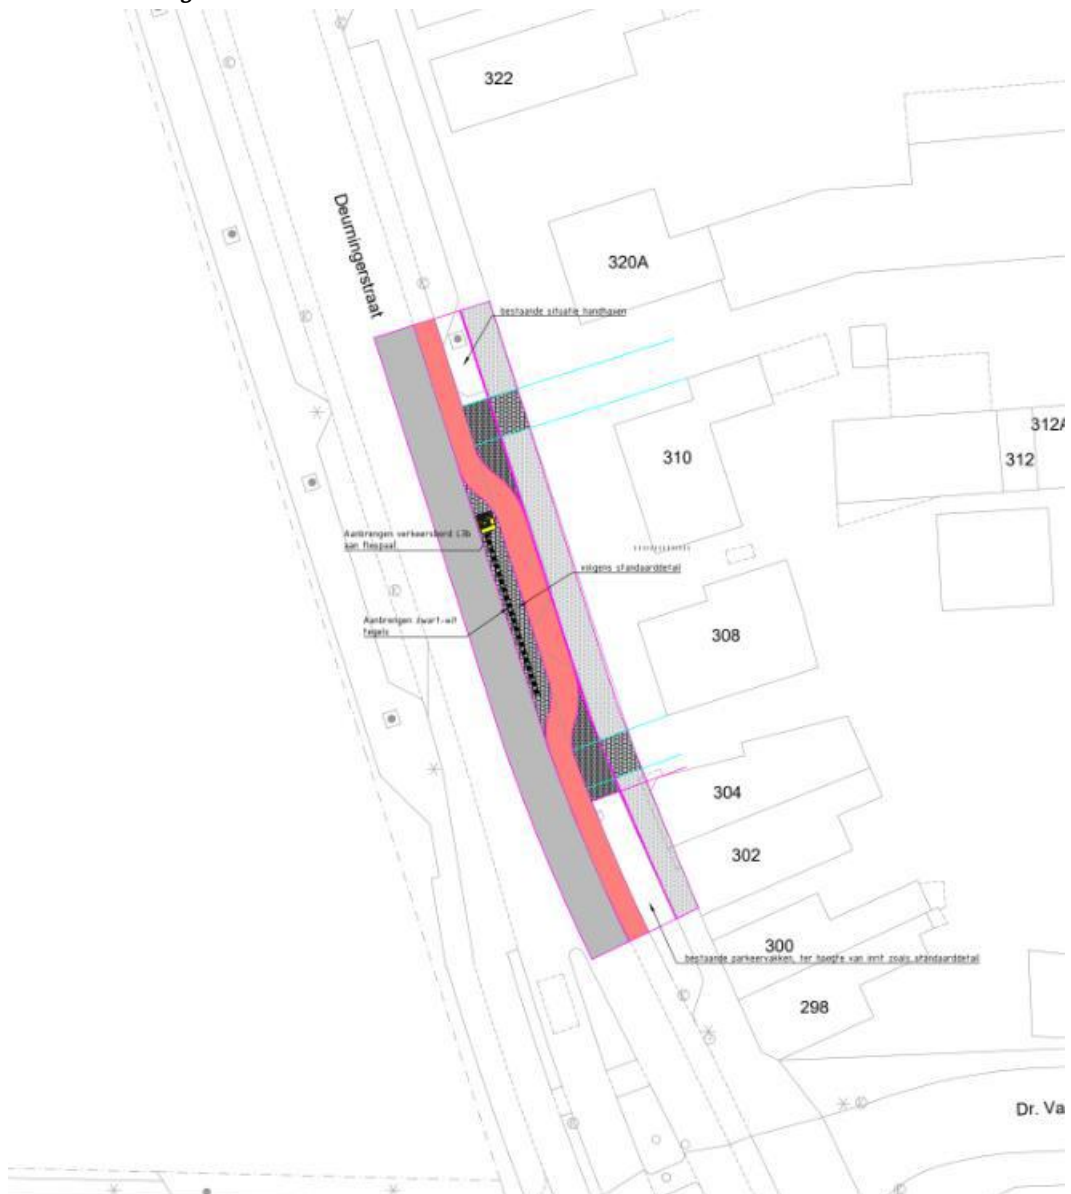 322
Deurningerstraat
320A
bestaande situatie handhaven
310
312A
312
Aanbrengen verkeersbord L3b
aan flespaal
volgens standaarddetail
Aanbrengen zwart-wit
tegels
308
304
302
300
bestaande parkeervakken, ter hoogte van inrit zoals standaarddetail
298
Dr. Va